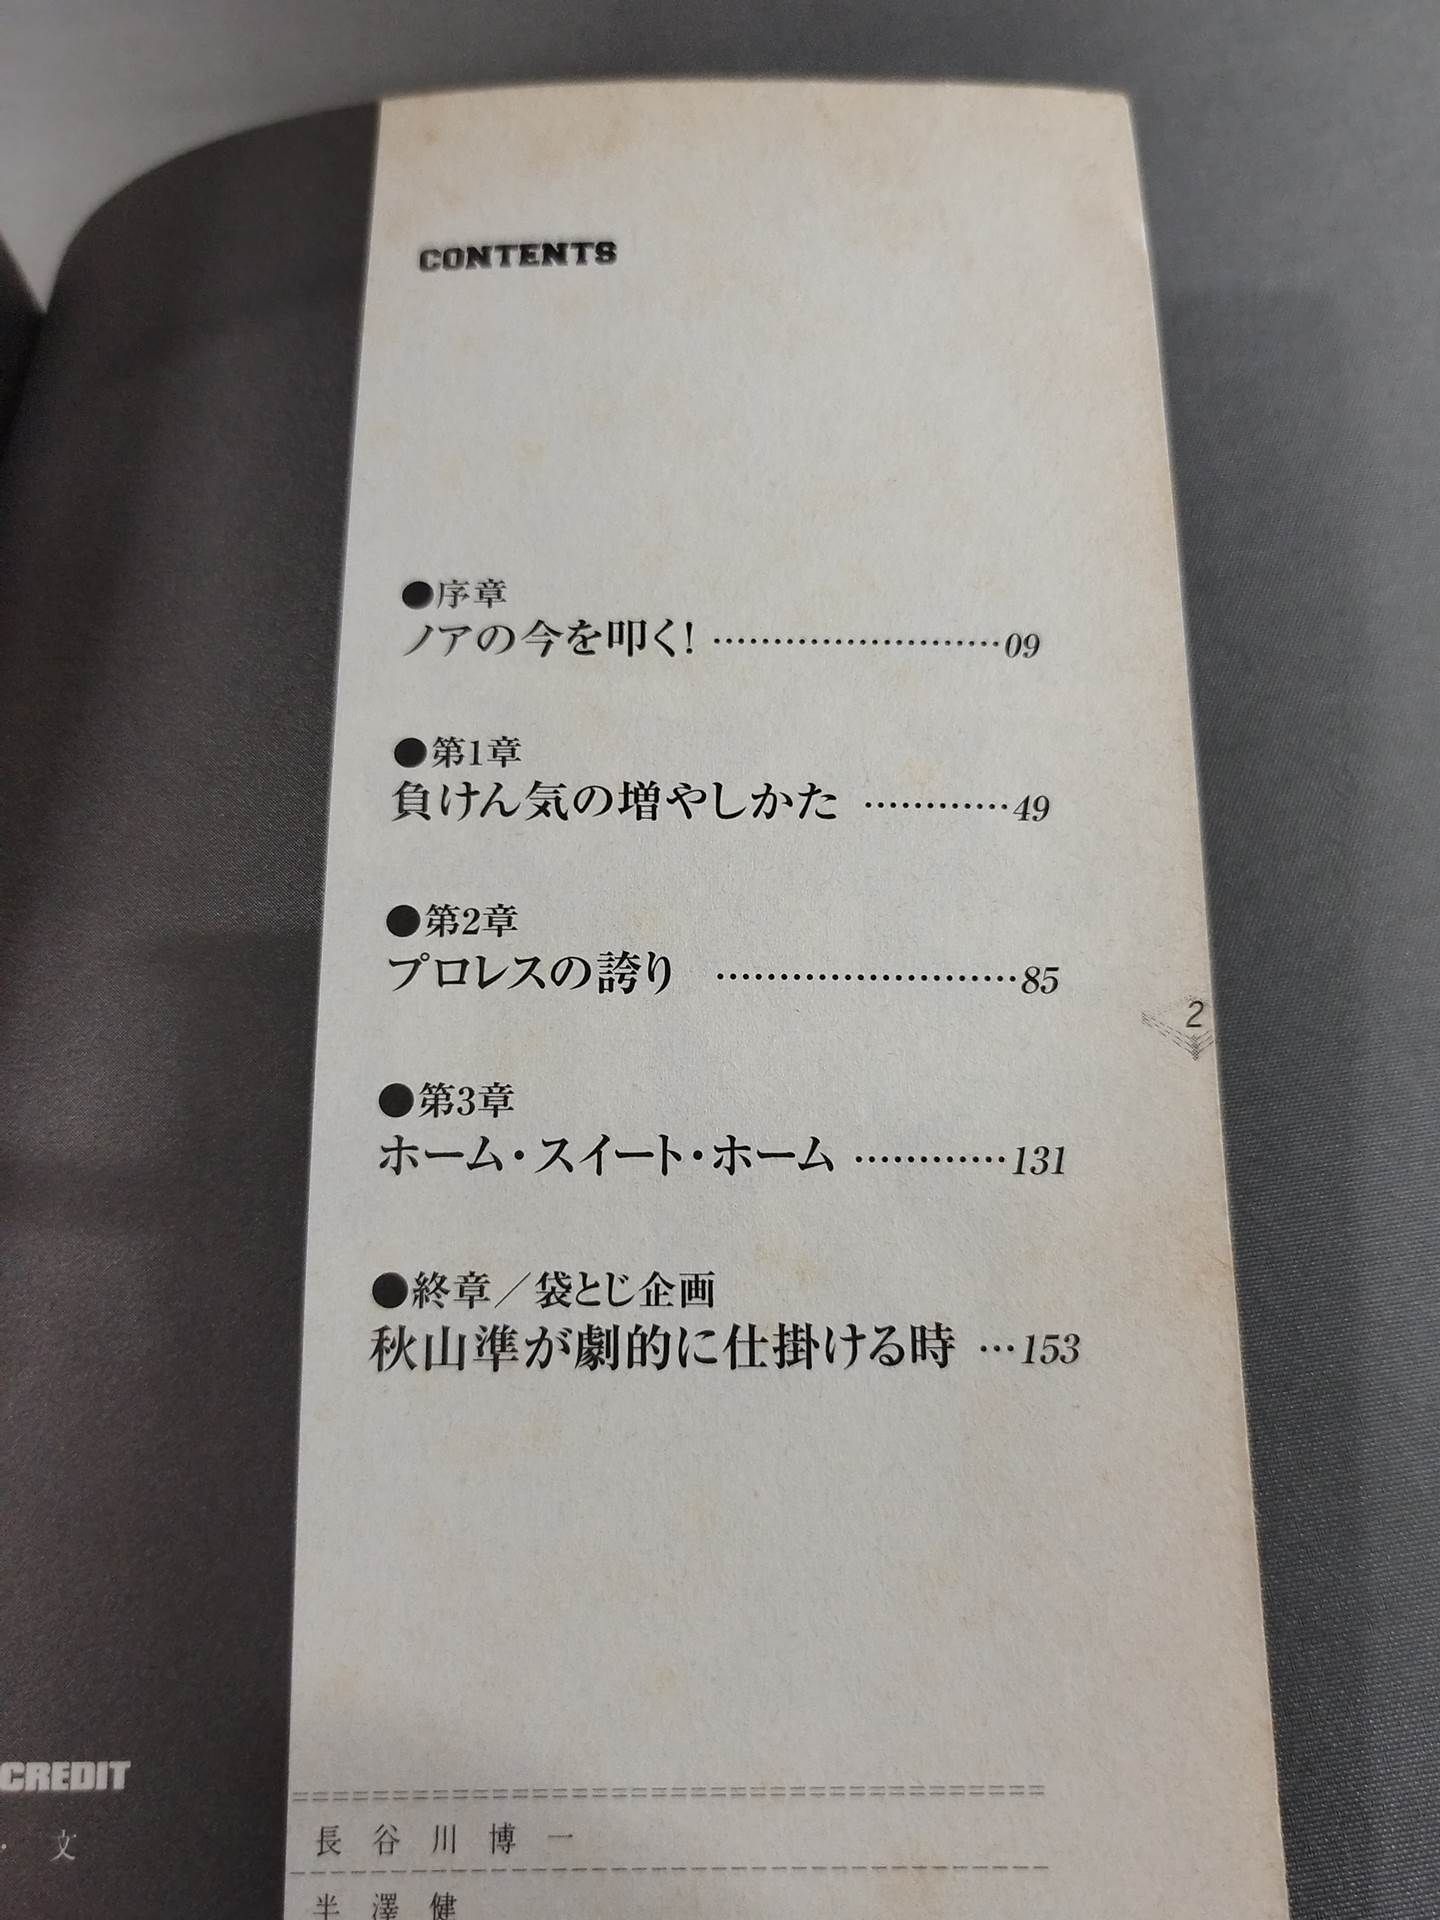 CONTENTS
●序章
ノアの今を叩く!……………………09
●第1章
負けん気の増やしかた …………49
●第2章
プロレスの誇り ……………………85
2
●第3章
ホーム・スイート・ホーム …………131
●終章／袋とじ企画
秋山準が劇的に仕掛ける時 …153
CREDIT
・文
長谷川博一
半澤健